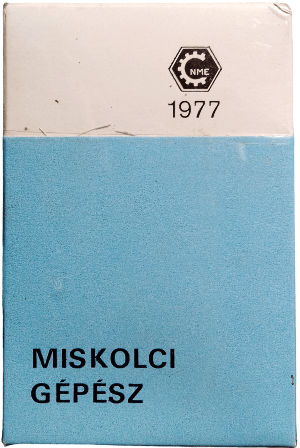 NME
1977
MISKOLCI
GÉPÉSZ